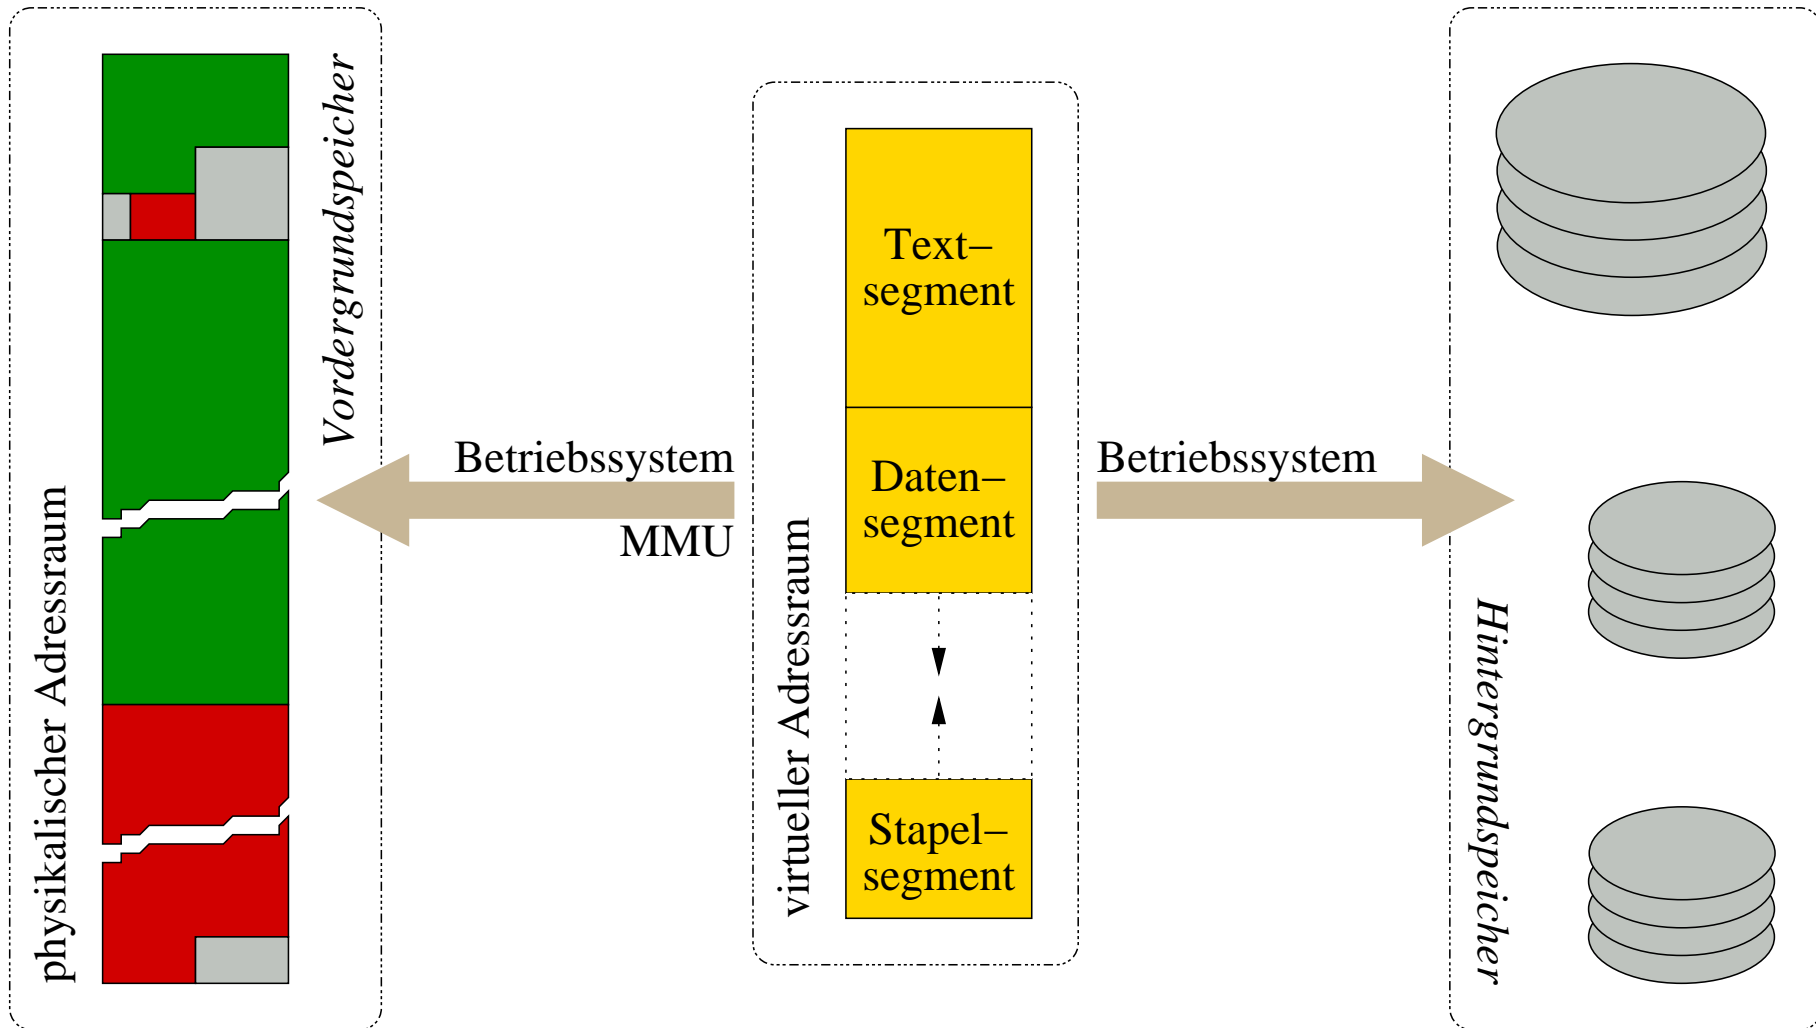 physikalischer Adressraum
Vordergrundspeicher
Betriebssystem
MMU
virtueller Adressraum
Text–
segment
Daten–
segment
Stapel–
segment
Betriebssystem
Hintergrundspeicher